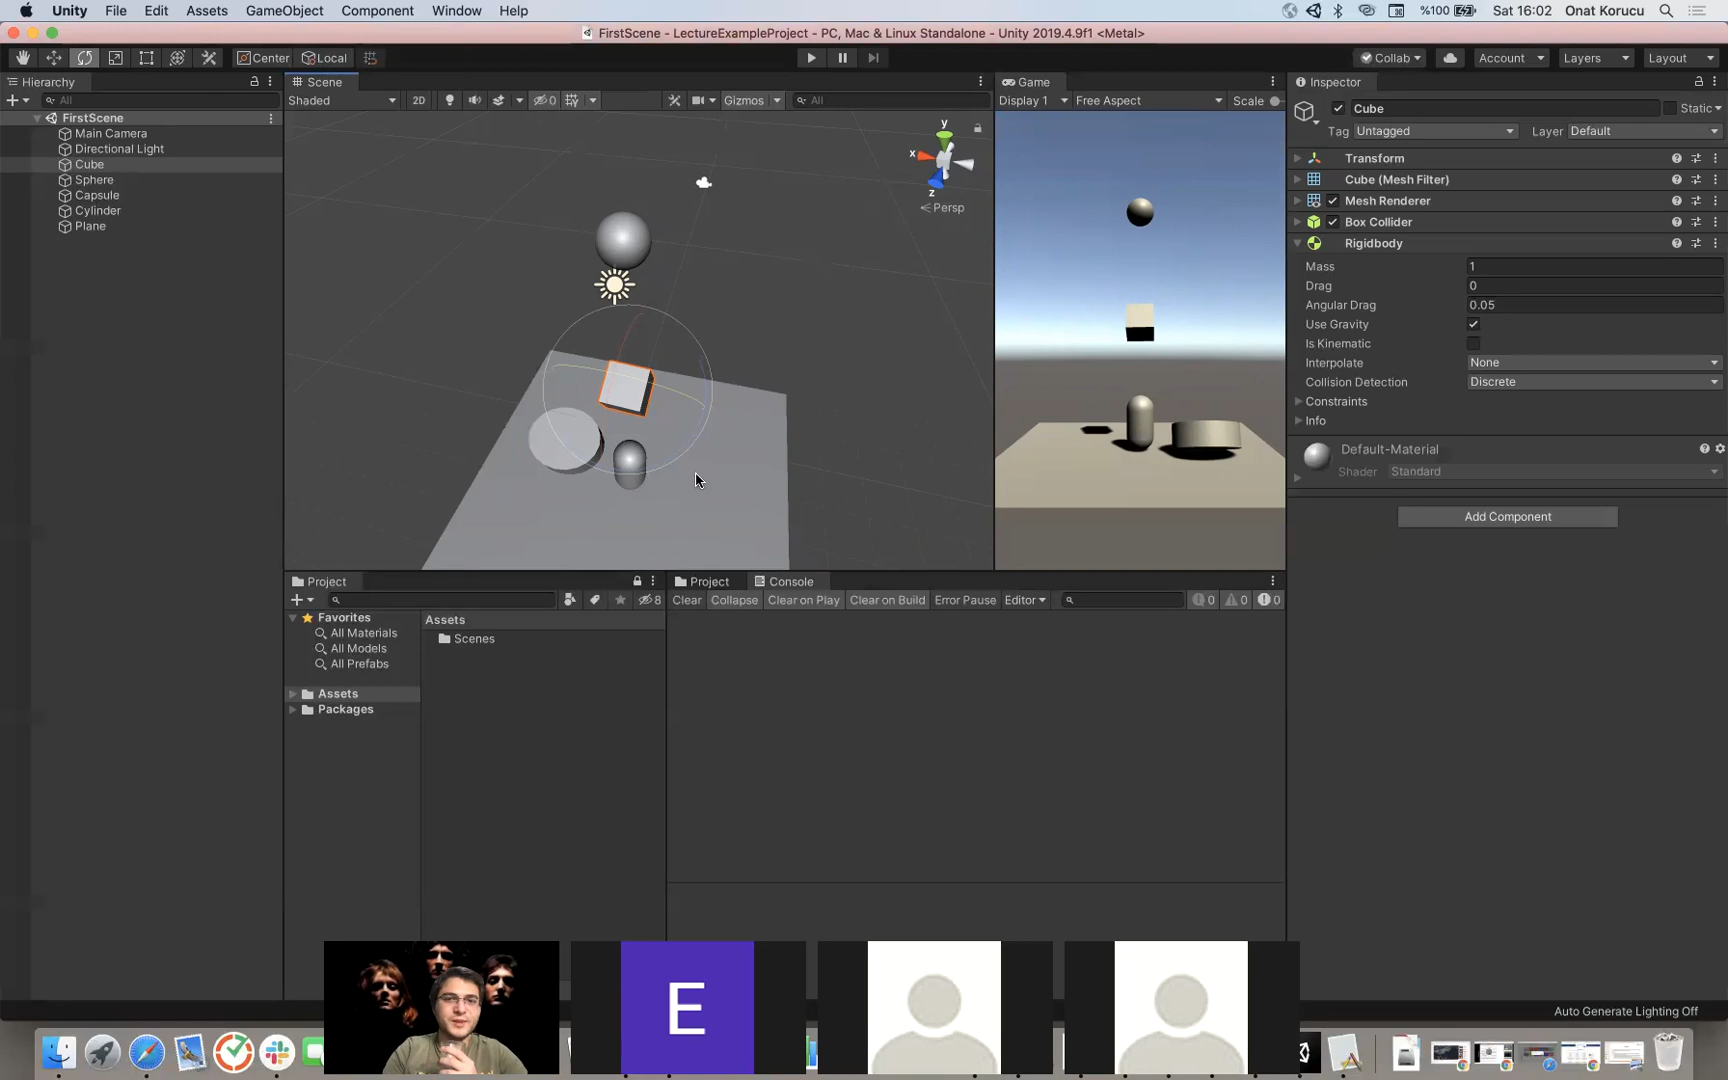 Unity File Edit Assets GameObject Component Window Help %100 Sat 16:02 Onat Korucu
FirstScene - LectureExampleProject - PC, Mac & Linux Standalone - Unity 2019.4.9f1 <Metal>
Center Local Collab Account Layers Layout
Hierarchy
All
FirstScene
Main Camera
Directional Light
Cube
Sphere
Capsule
Cylinder
Plane
Scene
Shaded 2D 0 Gizmos All
y
x
z
Persp
Game
Display 1 Free Aspect Scale
Inspector
Cube Static
Tag Untagged Layer Default
Transform
Cube (Mesh Filter)
Mesh Renderer
Box Collider
Rigidbody
Mass 1
Drag 0
Angular Drag 0.05
Use Gravity
Is Kinematic
Interpolate None
Collision Detection Discrete
Constraints
Info
Default-Material
Shader Standard
Add Component
Project
8
Favorites
All Materials
All Models
All Prefabs
Assets
Packages
Assets
Scenes
Project Console
Clear Collapse Clear on Play Clear on Build Error Pause Editor 0 0 0
E
Auto Generate Lighting Off